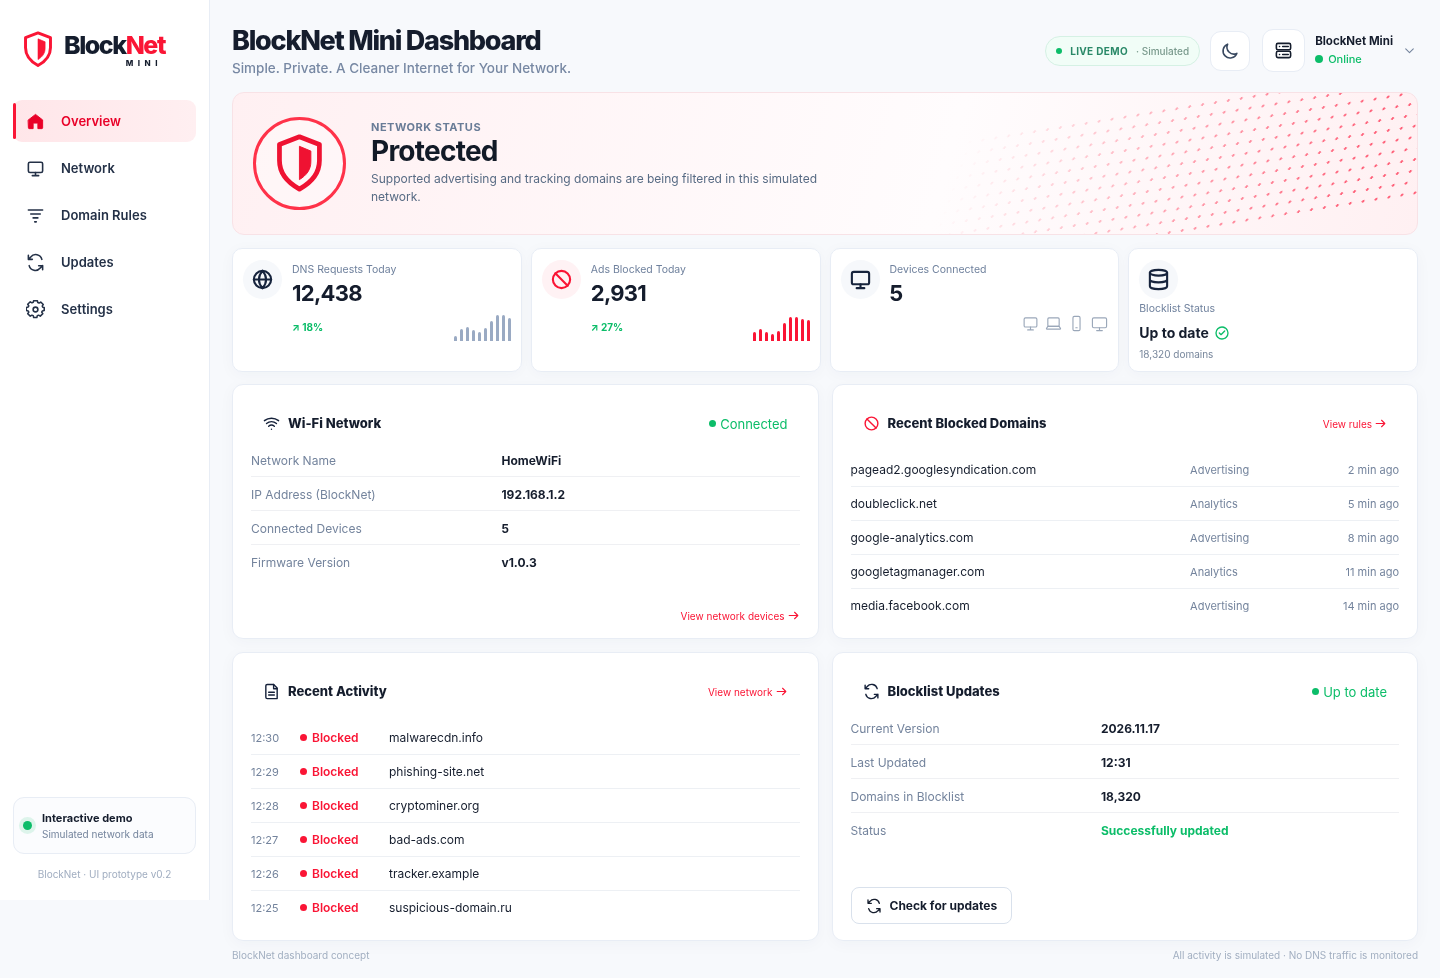 BlockNet
MINI
Overview
Network
Domain Rules
Updates
Settings
Interactive demo
Simulated network data
BlockNet · UI prototype v0.2
BlockNet Mini Dashboard
Simple. Private. A Cleaner Internet for Your Network.
LIVE DEMO · Simulated
BlockNet Mini
Online
NETWORK STATUS
Protected
Supported advertising and tracking domains are being filtered in this simulated
network.
DNS Requests Today
12,438
↗ 18%
Ads Blocked Today
2,931
↗ 27%
Devices Connected
5
Blocklist Status
Up to date
18,320 domains
Wi-Fi Network
Connected
Network Name HomeWiFi
IP Address (BlockNet) 192.168.1.2
Connected Devices 5
Firmware Version v1.0.3
View network devices →
Recent Blocked Domains
View rules →
pagead2.googlesyndication.com Advertising 2 min ago
doubleclick.net Analytics 5 min ago
google-analytics.com Advertising 8 min ago
googletagmanager.com Analytics 11 min ago
media.facebook.com Advertising 14 min ago
Recent Activity
View network →
12:30 Blocked malwarecdn.info
12:29 Blocked phishing-site.net
12:28 Blocked cryptominer.org
12:27 Blocked bad-ads.com
12:26 Blocked tracker.example
12:25 Blocked suspicious-domain.ru
Blocklist Updates
Up to date
Current Version 2026.11.17
Last Updated 12:31
Domains in Blocklist 18,320
Status Successfully updated
Check for updates
BlockNet dashboard concept
All activity is simulated · No DNS traffic is monitored